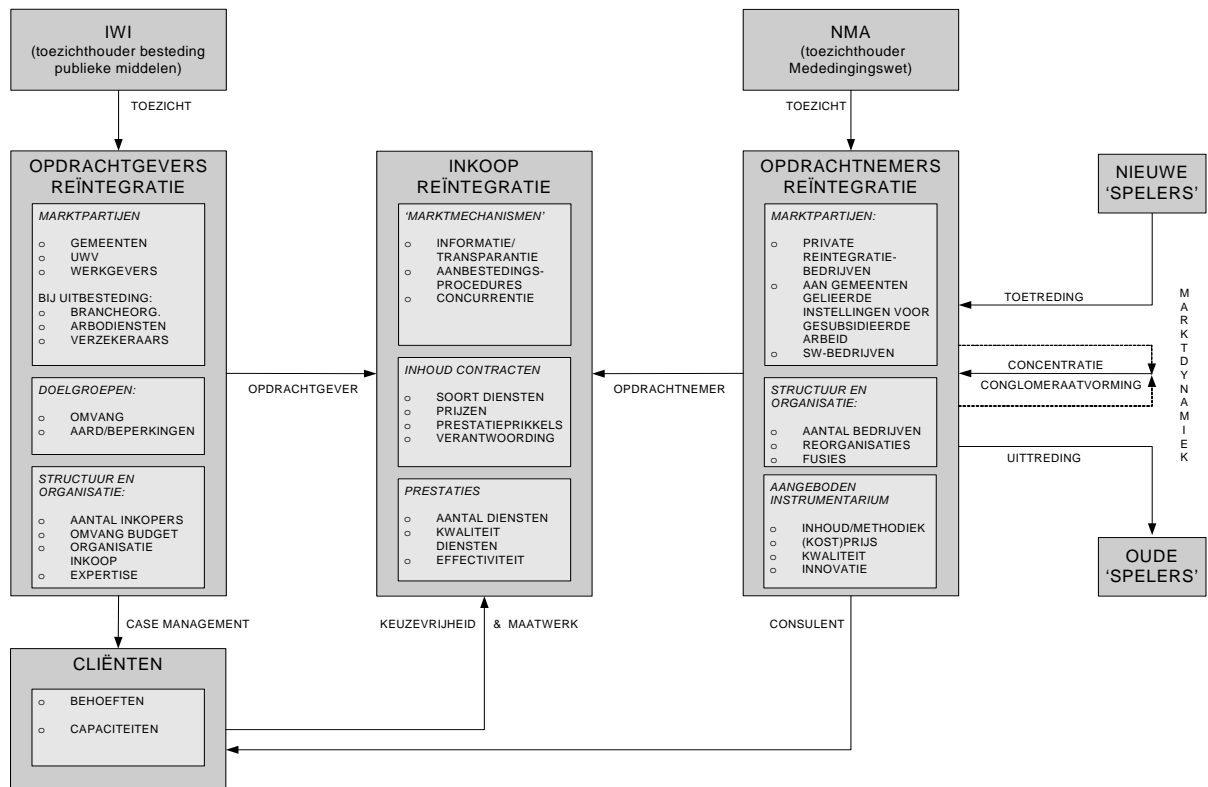 IWI
(toezichthouder besteding
publieke middelen)
NMA
(toezichthouder
Mededingingswet)
TOEZICHT
TOEZICHT
OPDRACHTGEVERS
REÏNTEGRATIE
MARKTPARTIJEN
o GEMEENTEN
o UWV
o WERKGEVERS
BIJ UITBESTEDING:
o BRANCHEORG.
o ARBODIENSTEN
o VERZEKERAARS
DOELGROEPEN:
o OMVANG
o AARD/BEPERKINGEN
STRUCTUUR EN
ORGANISATIE:
o AANTAL INKOPERS
o OMVANG BUDGET
o ORGANISATIE
INKOOP
o EXPERTISE
OPDRACHTGEVER
INKOOP
REÏNTEGRATIE
‘MARKTMECHANISMEN’
o INFORMATIE/
TRANSPARANTIE
o AANBESTEDINGS-
PROCEDURES
o CONCURRENTIE
INHOUD CONTRACTEN
o SOORT DIENSTEN
o PRIJZEN
o PRESTATIEPRIKKELS
o VERANTWOORDING
PRESTATIES
o AANTAL DIENSTEN
o KWALITEIT
DIENSTEN
o EFFECTIVITEIT
OPDRACHTNEMER
OPDRACHTNEMERS
REÏNTEGRATIE
MARKTPARTIJEN:
o PRIVATE
REINTEGRATIE-
BEDRIJVEN
o AAN GEMEENTEN
GELIEERDE
INSTELLINGEN VOOR
GESUBSIDIEERDE
ARBEID
o SW-BEDRIJVEN
STRUCTUUR EN
ORGANISATIE:
o AANTAL BEDRIJVEN
o REORGANISATIES
o FUSIES
AANGEBODEN
INSTRUMENTARIUM
o INHOUD/METHODIEK
o (KOST)PRIJS
o KWALITEIT
o INNOVATIE
NIEUWE
‘SPELERS’
TOETREDING
CONCENTRATIE
CONGLOMERAATVORMING
UITTREDING
MARKTDYNAMIEK
OUDE
‘SPELERS’
CASE MANAGEMENT
KEUZEVRIJHEID & MAATWERK
CONSULENT
CLIËNTEN
o BEHOEFTEN
o CAPACITEITEN